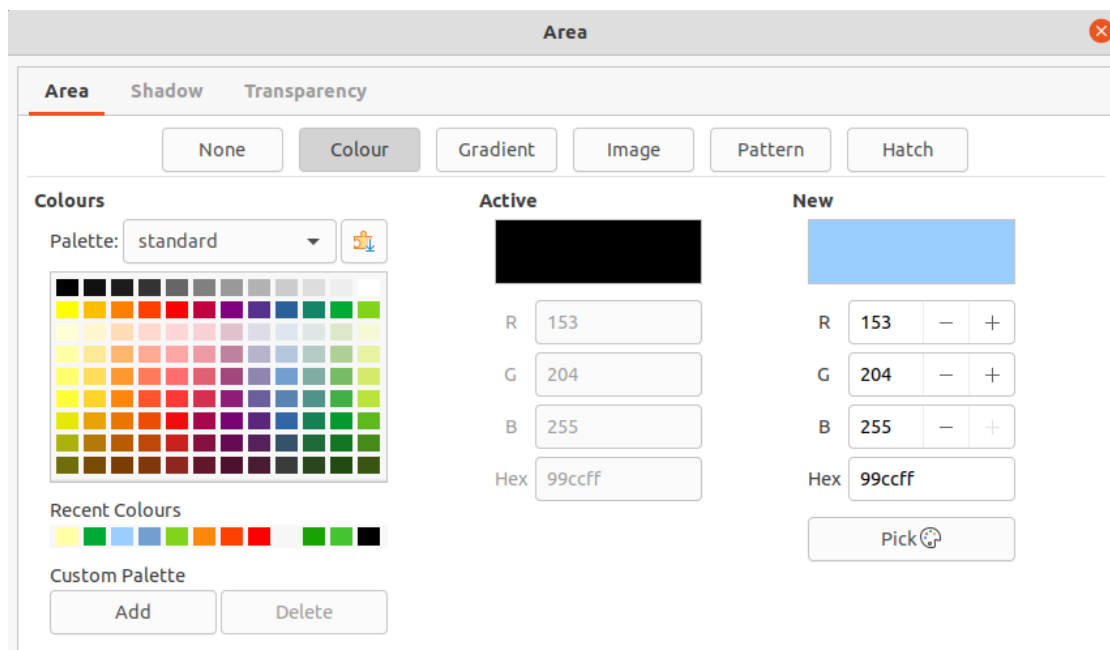 Area
Area Shadow Transparency
None Colour Gradient Image Pattern Hatch
Colours Active New
Palette: standard
R 153 R 153 − +
G 204 G 204 − +
B 255 B 255 − +
Hex 99ccff Hex 99ccff
Recent Colours
Pick
Custom Palette
Add Delete